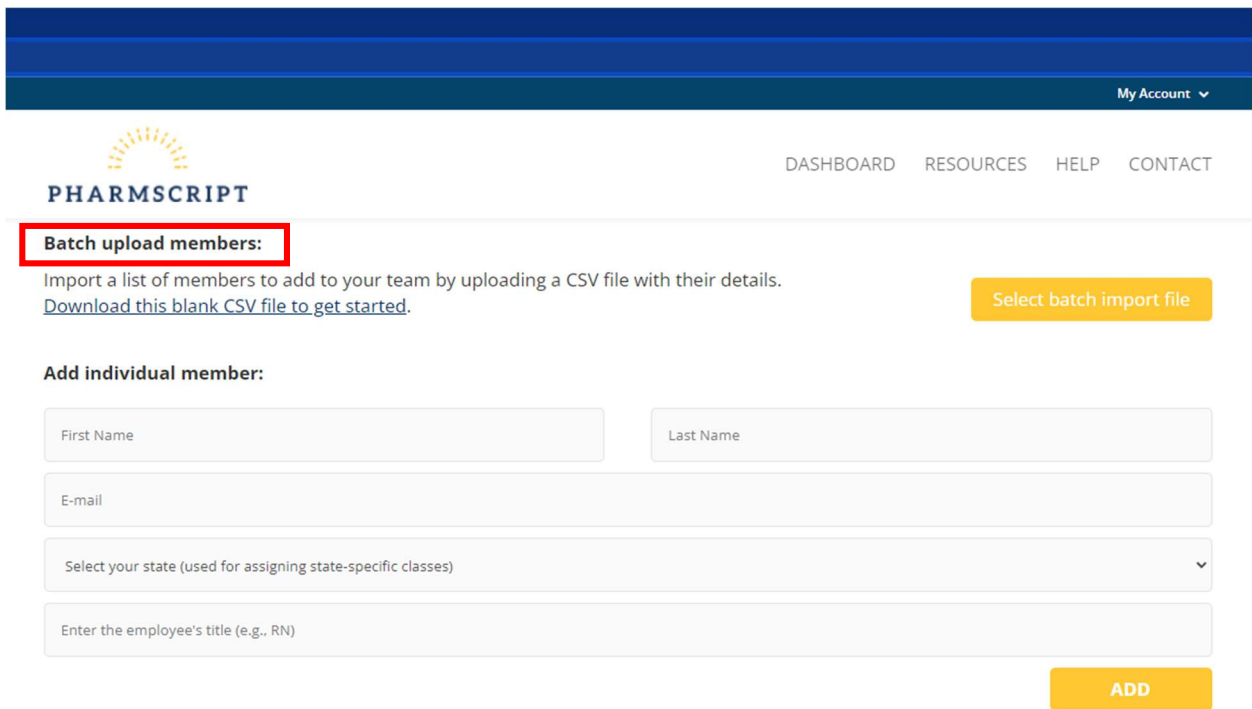 My Account
PHARMSCRIPT
DASHBOARD RESOURCES HELP CONTACT
Batch upload members:
Import a list of members to add to your team by uploading a CSV file with their details.
Download this blank CSV file to get started.
Select batch import file
Add individual member:
First Name
Last Name
E-mail
Select your state (used for assigning state-specific classes)
Enter the employee's title (e.g., RN)
ADD